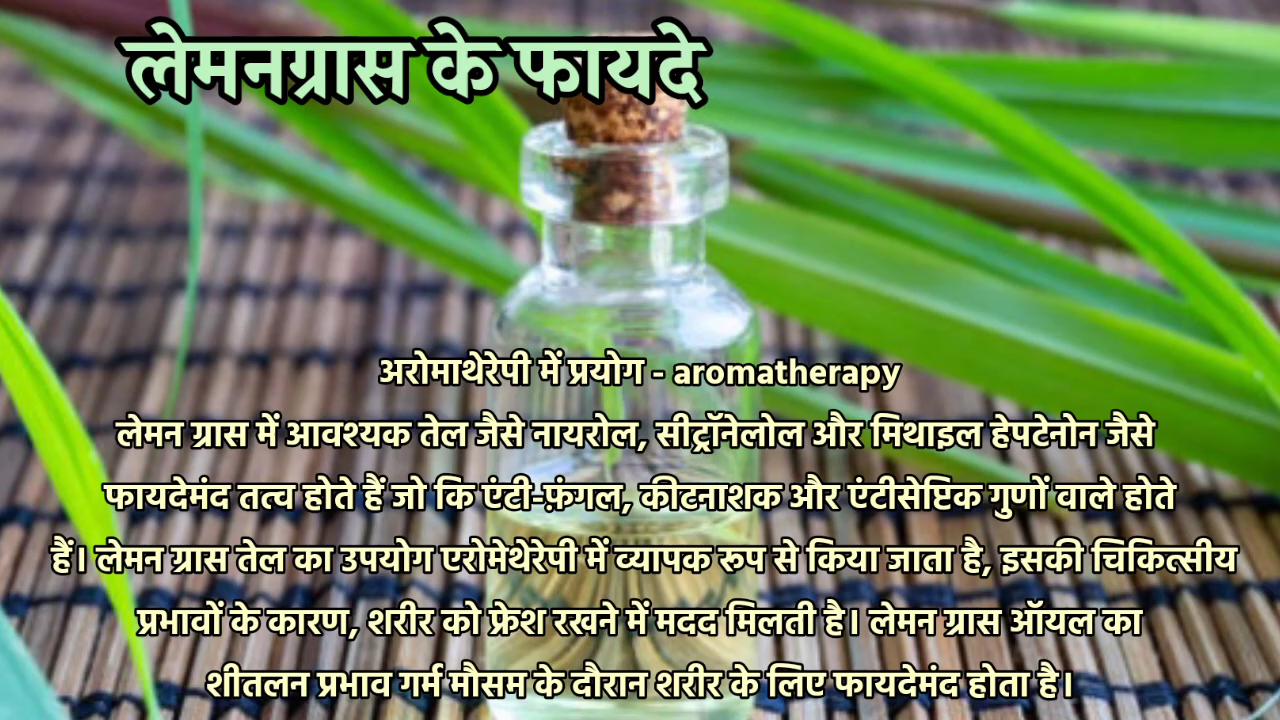 लेमनग्रास के फायदे
अरोमाथेरेपी में प्रयोग - aromatherapy
लेमन ग्रास में आवश्यक तेल जैसे नायरोल, सीट्रॉनेलोल और मिथाइल हेपटेनोन जैसे
फायदेमंद तत्व होते हैं जो कि एंटी-फ़ंगल, कीटनाशक और एंटीसेप्टिक गुणों वाले होते
हैं। लेमन ग्रास तेल का उपयोग एरोमेथेरेपी में व्यापक रूप से किया जाता है, इसकी चिकित्सीय
प्रभावों के कारण, शरीर को फ्रेश रखने में मदद मिलती है। लेमन ग्रास ऑयल का
शीतलन प्रभाव गर्म मौसम के दौरान शरीर के लिए फायदेमंद होता है।